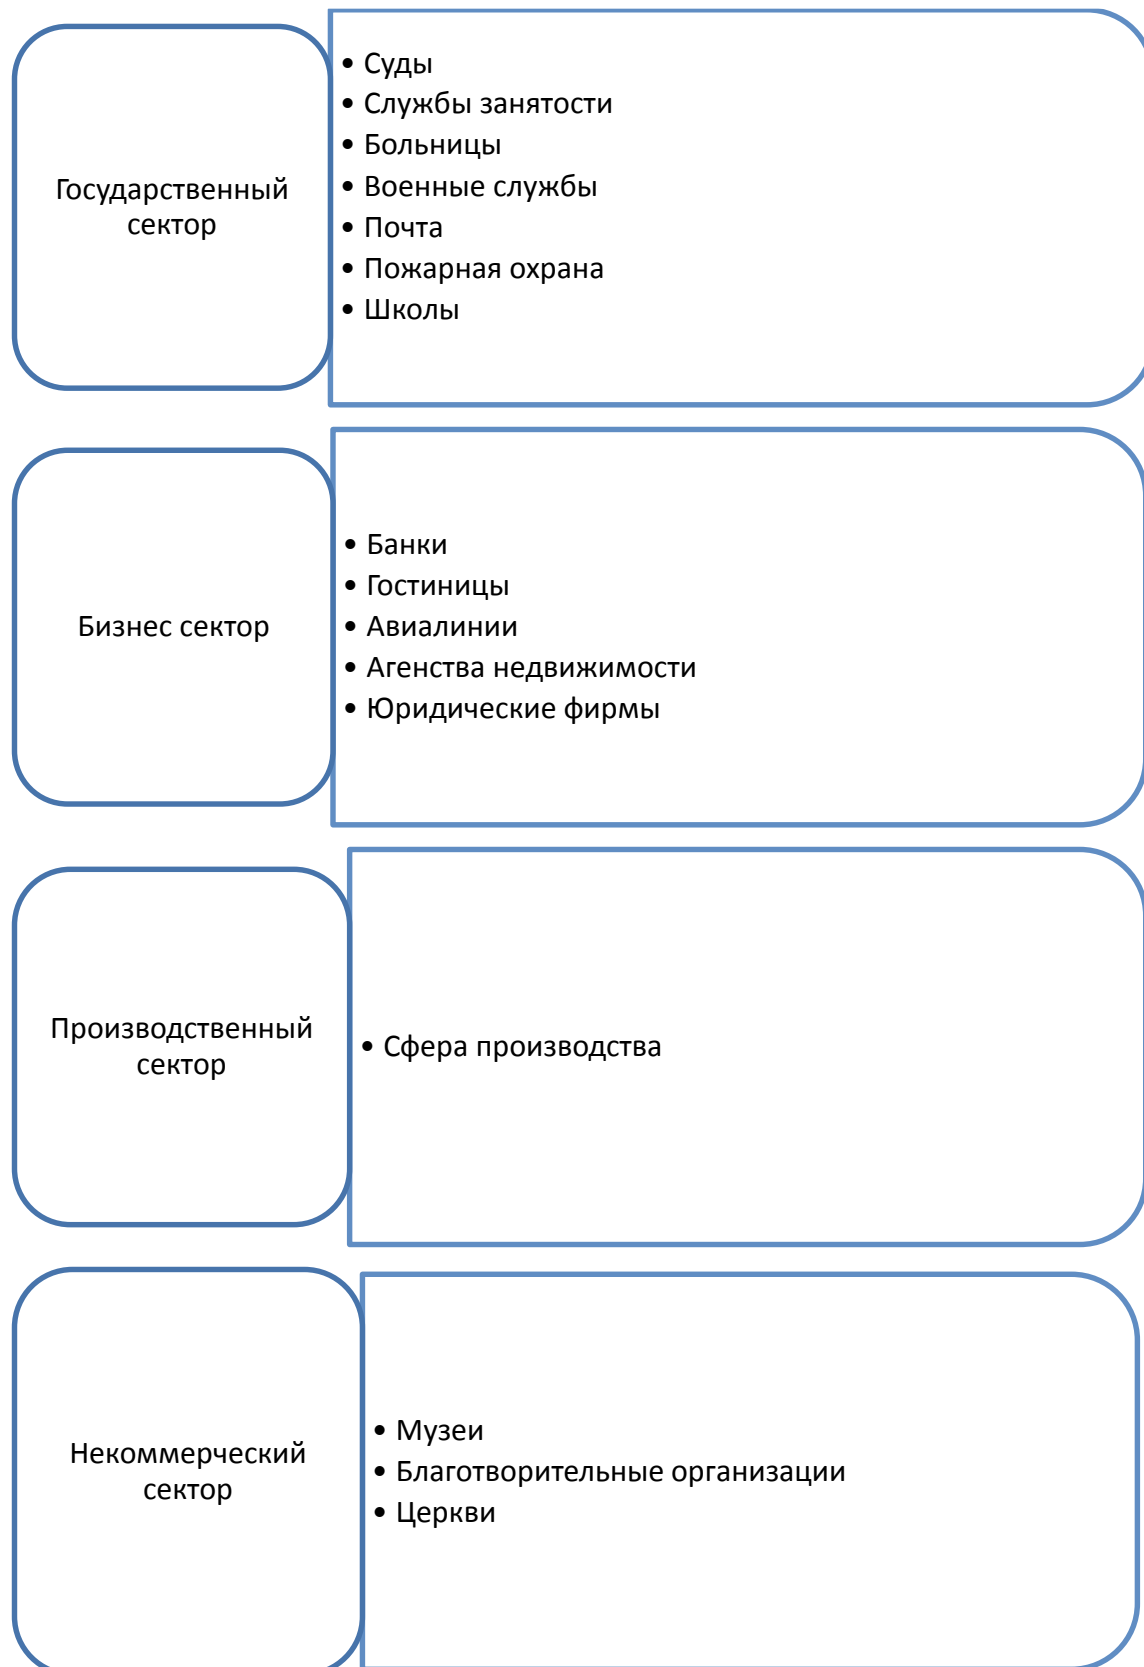 Государственный
сектор
• Суды
• Службы занятости
• Больницы
• Военные службы
• Почта
• Пожарная охрана
• Школы
Бизнес сектор
• Банки
• Гостиницы
• Авиалинии
• Агенства недвижимости
• Юридические фирмы
Производственный
сектор
• Сфера производства
Некоммерческий
сектор
• Музеи
• Благотворительные организации
• Церкви